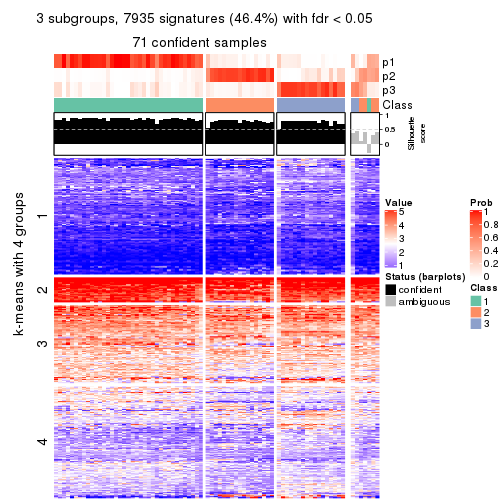 3 subgroups, 7935 signatures (46.4%) with fdr < 0.05
71 confident samples
p1
p2
p3
Class
1
0.5
0
Silhouette
score
k-means with 4 groups
1
2
3
4
Value
5
4
3
2
1
Status (barplots)
confident
ambiguous
Prob
1
0.8
0.6
0.4
0.2
0
Class
1
2
3